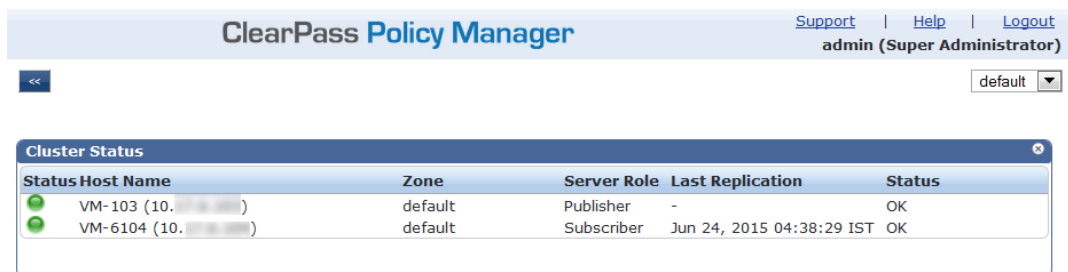 ClearPass Policy Manager
Support | Help | Logout
admin (Super Administrator)
<<
default
Cluster Status
Status Host Name Zone Server Role Last Replication Status
VM-103 (10. ) default Publisher - OK
VM-6104 (10. ) default Subscriber Jun 24, 2015 04:38:29 IST OK